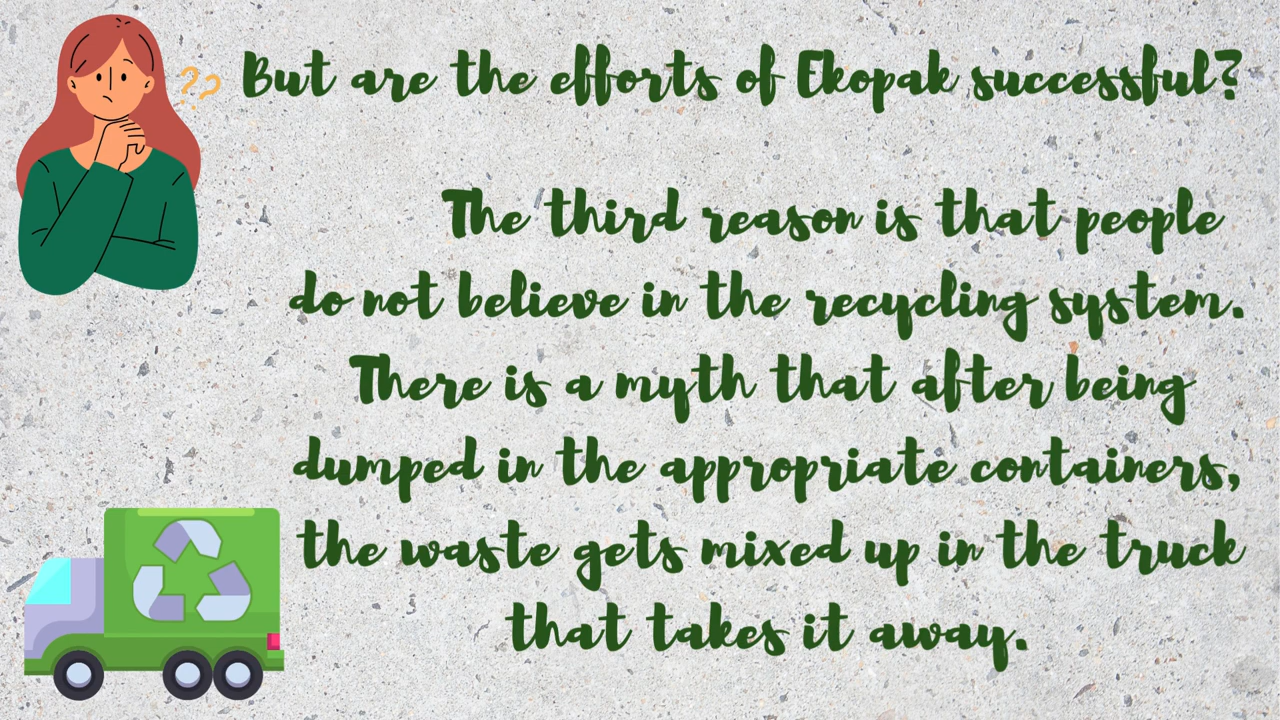 ??
But are the efforts of Ekopak successful?
The third reason is that people
do not believe in the recycling system.
There is a myth that after being
dumped in the appropriate containers,
the waste gets mixed up in the truck
that takes it away.